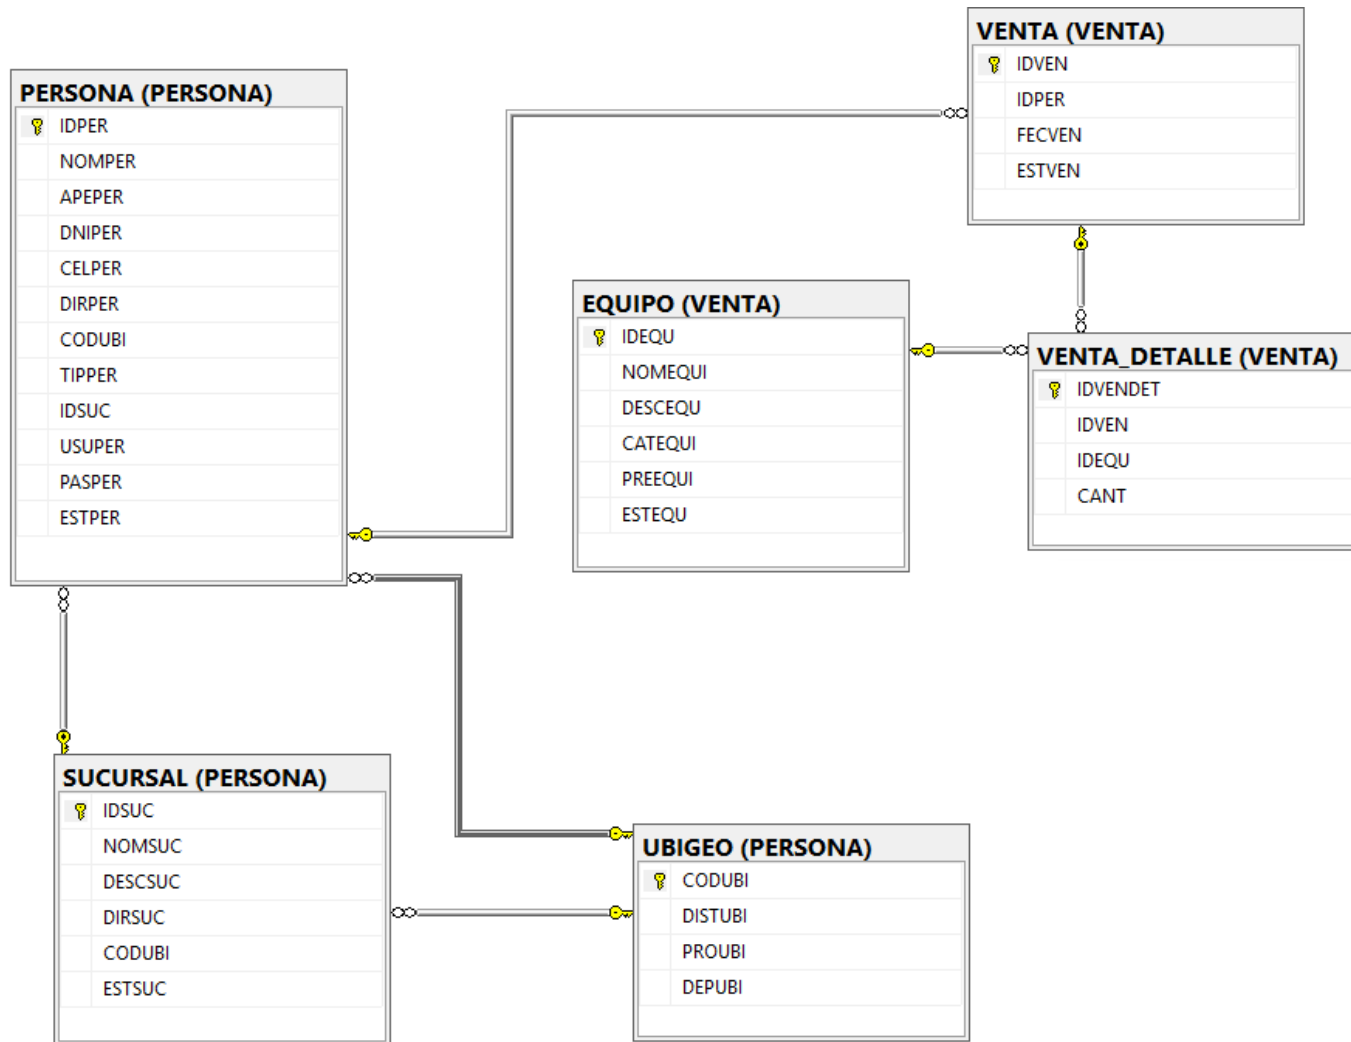 PERSONA (PERSONA)
IDPER
NOMPER
APEPER
DNIPER
CELPER
DIRPER
CODUBI
TIPPER
IDSUC
USUPER
PASPER
ESTPER
VENTA (VENTA)
IDVEN
IDPER
FECVEN
ESTVEN
EQUIPO (VENTA)
IDEQU
NOMEQUI
DESCEQU
CATEQUI
PREEQUI
ESTEQU
VENTA_DETALLE (VENTA)
IDVENDET
IDVEN
IDEQU
CANT
SUCURSAL (PERSONA)
IDSUC
NOMSUC
DESCSUC
DIRSUC
CODUBI
ESTSUC
UBIGEO (PERSONA)
CODUBI
DISTUBI
PROUBI
DEPUBI